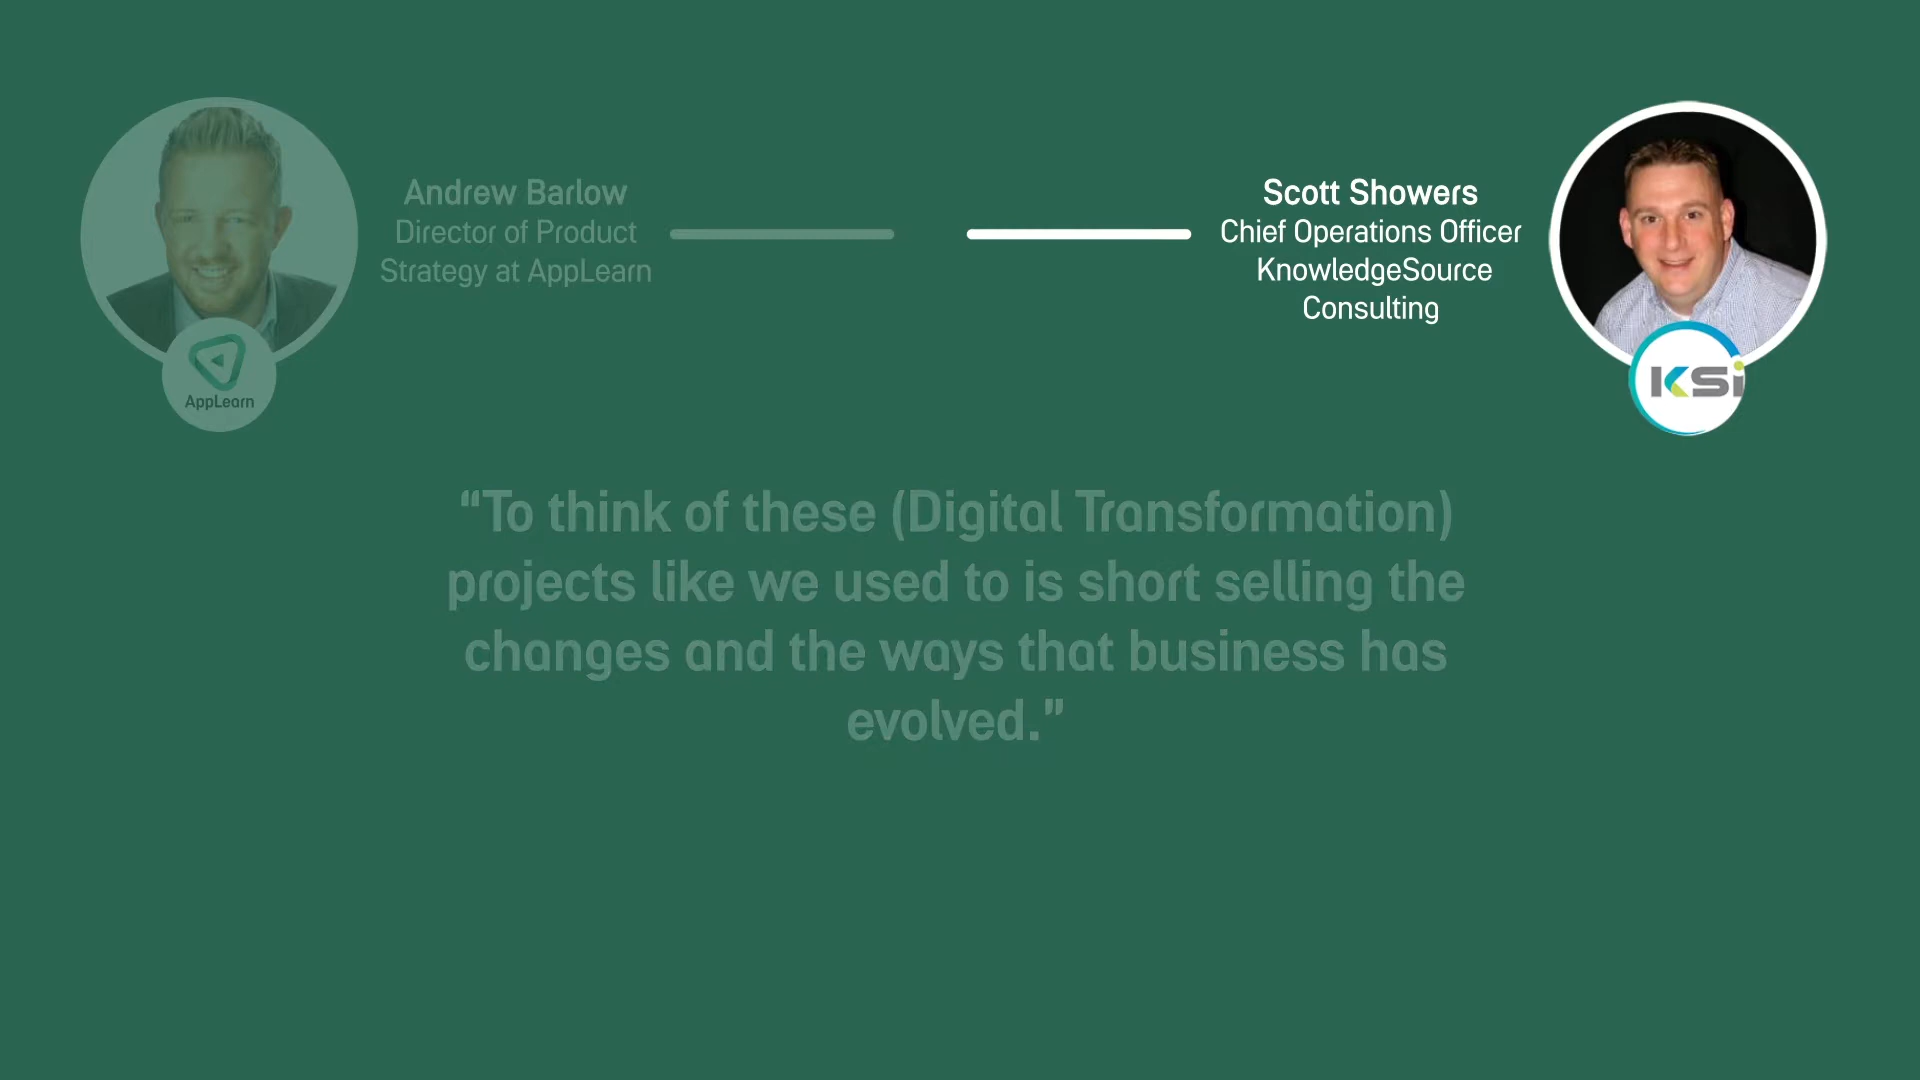 Andrew Barlow
Director of Product
Strategy at AppLearn
AppLearn
Scott Showers
Chief Operations Officer
KnowledgeSource
Consulting
KSi
“To think of these (Digital Transformation)
projects like we used to is short selling the
changes and the ways that business has
evolved.”